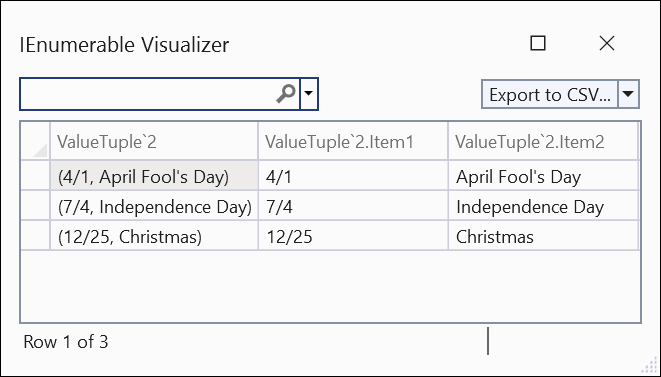 IEnumerable Visualizer
Export to CSV...
ValueTuple`2 ValueTuple`2.Item1 ValueTuple`2.Item2
(4/1, April Fool's Day) 4/1 April Fool's Day
(7/4, Independence Day) 7/4 Independence Day
(12/25, Christmas) 12/25 Christmas
Row 1 of 3